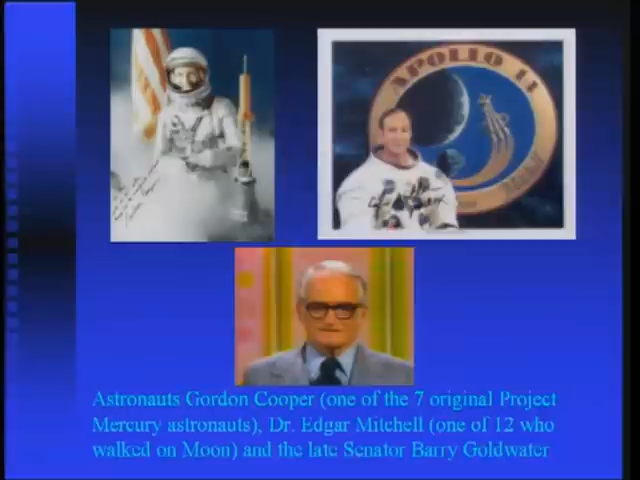 APOLLO 14
Astronauts Gordon Cooper (one of the 7 original Project
Mercury astronauts), Dr. Edgar Mitchell (one of 12 who
walked on Moon) and the late Senator Barry Goldwater